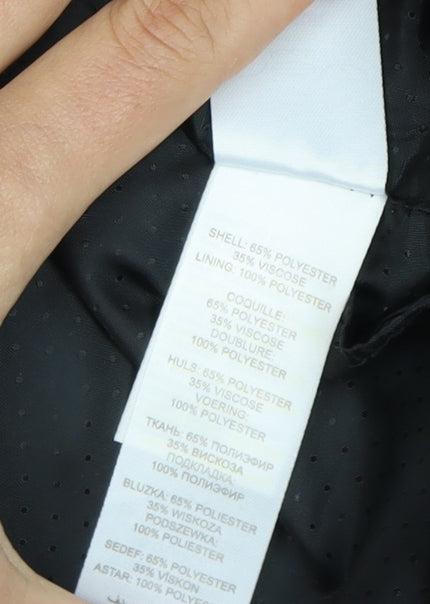 SHELL: 65% POLYESTER
35% VISCOSE
LINING: 100% POLYESTER
COQUILLE:
65% POLYESTER
35% VISCOSE
DOUBLURE:
100% POLYESTER
HULS: 65% POLYESTER
35% VISCOSE
VOERING:
100% POLYESTER
ТКАНЬ: 65% ПОЛИЭФИР
35% ВИСКОЗА
ПОДКЛАДКА:
100% ПОЛИЭФИР
BLUZKA: 65% POLIESTER
35% WISKOZA
PODSZEWKA:
100% POLIESTER
SEDEF: 65% POLYESTER
35% VISKON
ASTAR: 100% POLYESTER